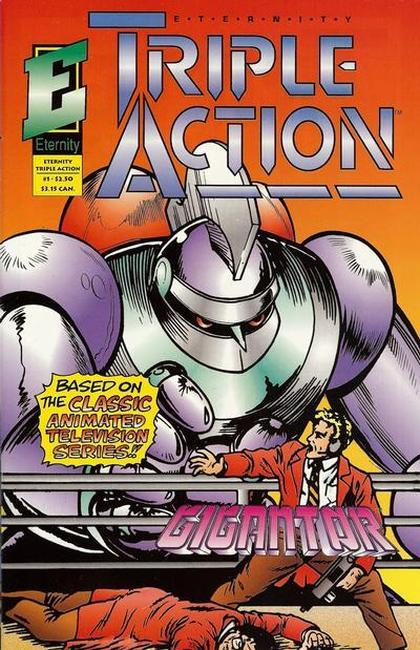 E•T•E•R•N•I•T•Y
TRIPLE
ACTION™
E
Eternity
ETERNITY
TRIPLE ACTION
#1 • $2.50
$3.15 CAN.
BASED ON
THE CLASSIC
ANIMATED
TELEVISION
SERIES!!
GIGANTOR